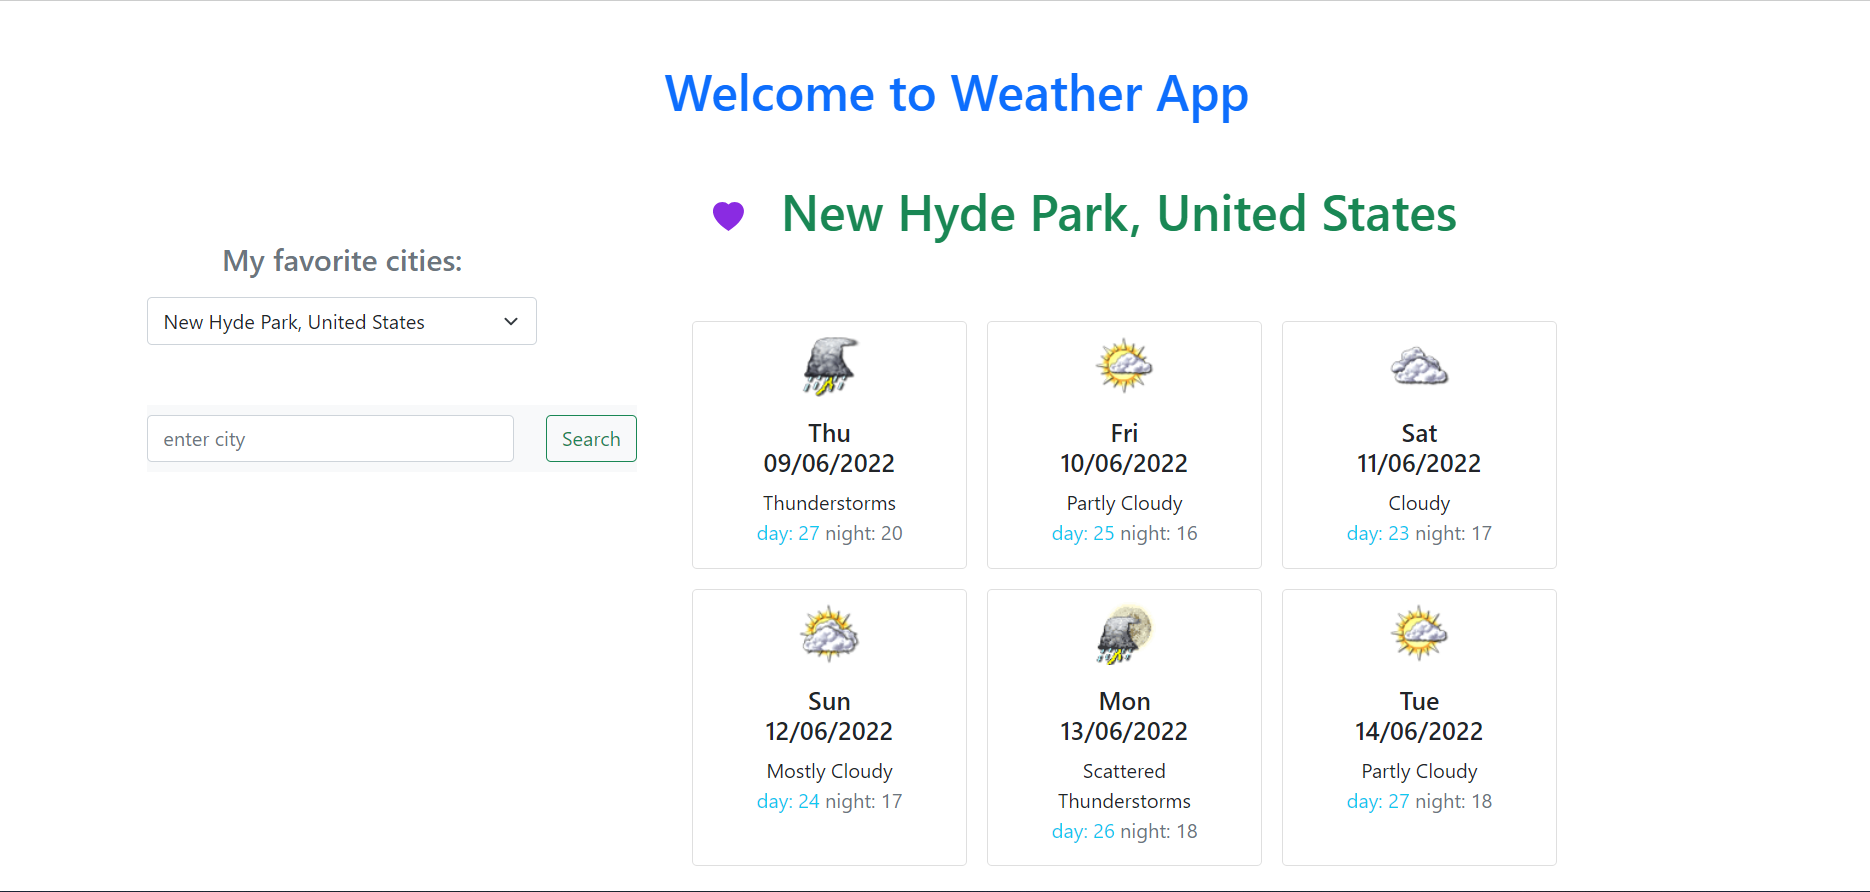 Welcome to Weather App
New Hyde Park, United States
My favorite cities:
New Hyde Park, United States
enter city
Search
Thu
09/06/2022
Thunderstorms
day: 27 night: 20
Fri
10/06/2022
Partly Cloudy
day: 25 night: 16
Sat
11/06/2022
Cloudy
day: 23 night: 17
Sun
12/06/2022
Mostly Cloudy
day: 24 night: 17
Mon
13/06/2022
Scattered
Thunderstorms
day: 26 night: 18
Tue
14/06/2022
Partly Cloudy
day: 27 night: 18